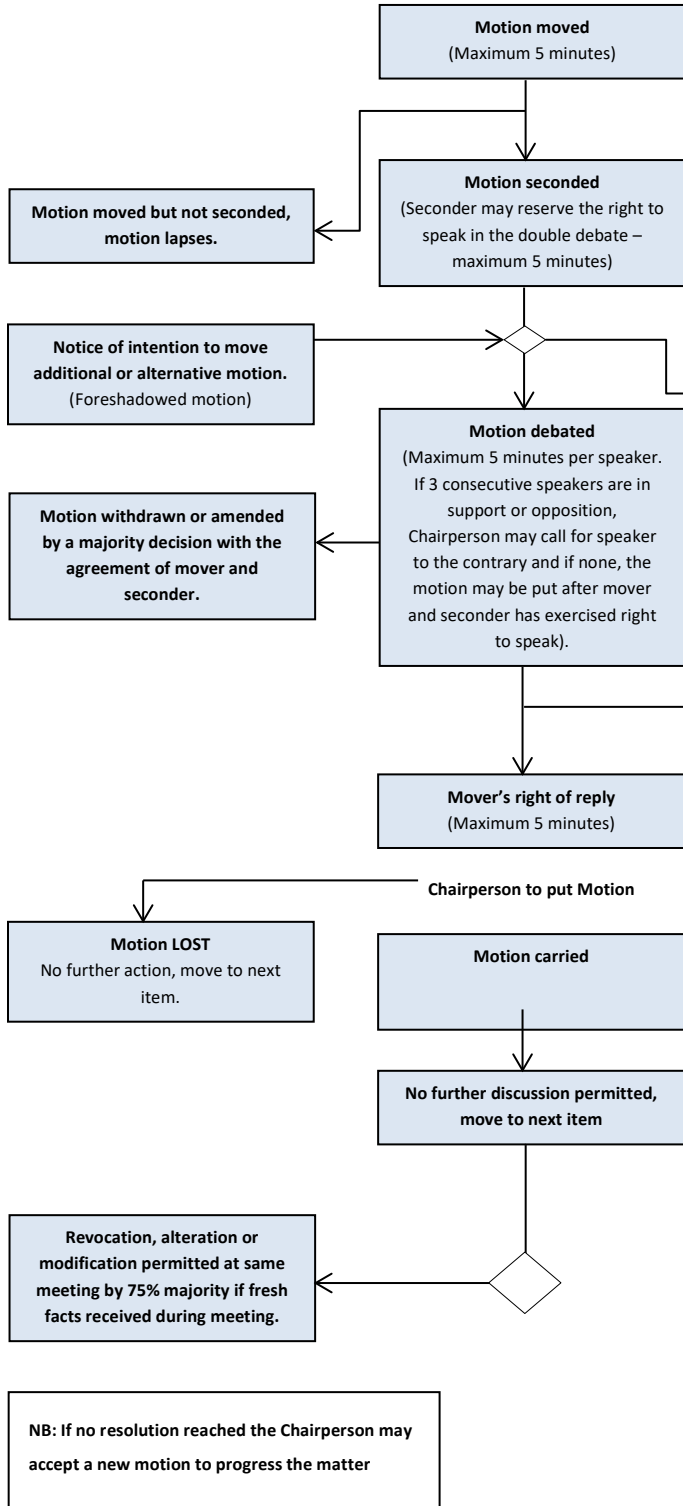 Motion moved
(Maximum 5 minutes)
Motion seconded
(Seconder may reserve the right to
speak in the double debate –
maximum 5 minutes)
Motion moved but not seconded,
motion lapses.
Notice of intention to move
additional or alternative motion.
(Foreshadowed motion)
Motion debated
(Maximum 5 minutes per speaker.
If 3 consecutive speakers are in
support or opposition,
Chairperson may call for speaker
to the contrary and if none, the
motion may be put after mover
and seconder has exercised right
to speak).
Motion withdrawn or amended
by a majority decision with the
agreement of mover and
seconder.
Mover’s right of reply
(Maximum 5 minutes)
Chairperson to put Motion
Motion LOST
No further action, move to next
item.
Motion carried
No further discussion permitted,
move to next item
Revocation, alteration or
modification permitted at same
meeting by 75% majority if fresh
facts received during meeting.
NB: If no resolution reached the Chairperson may
accept a new motion to progress the matter